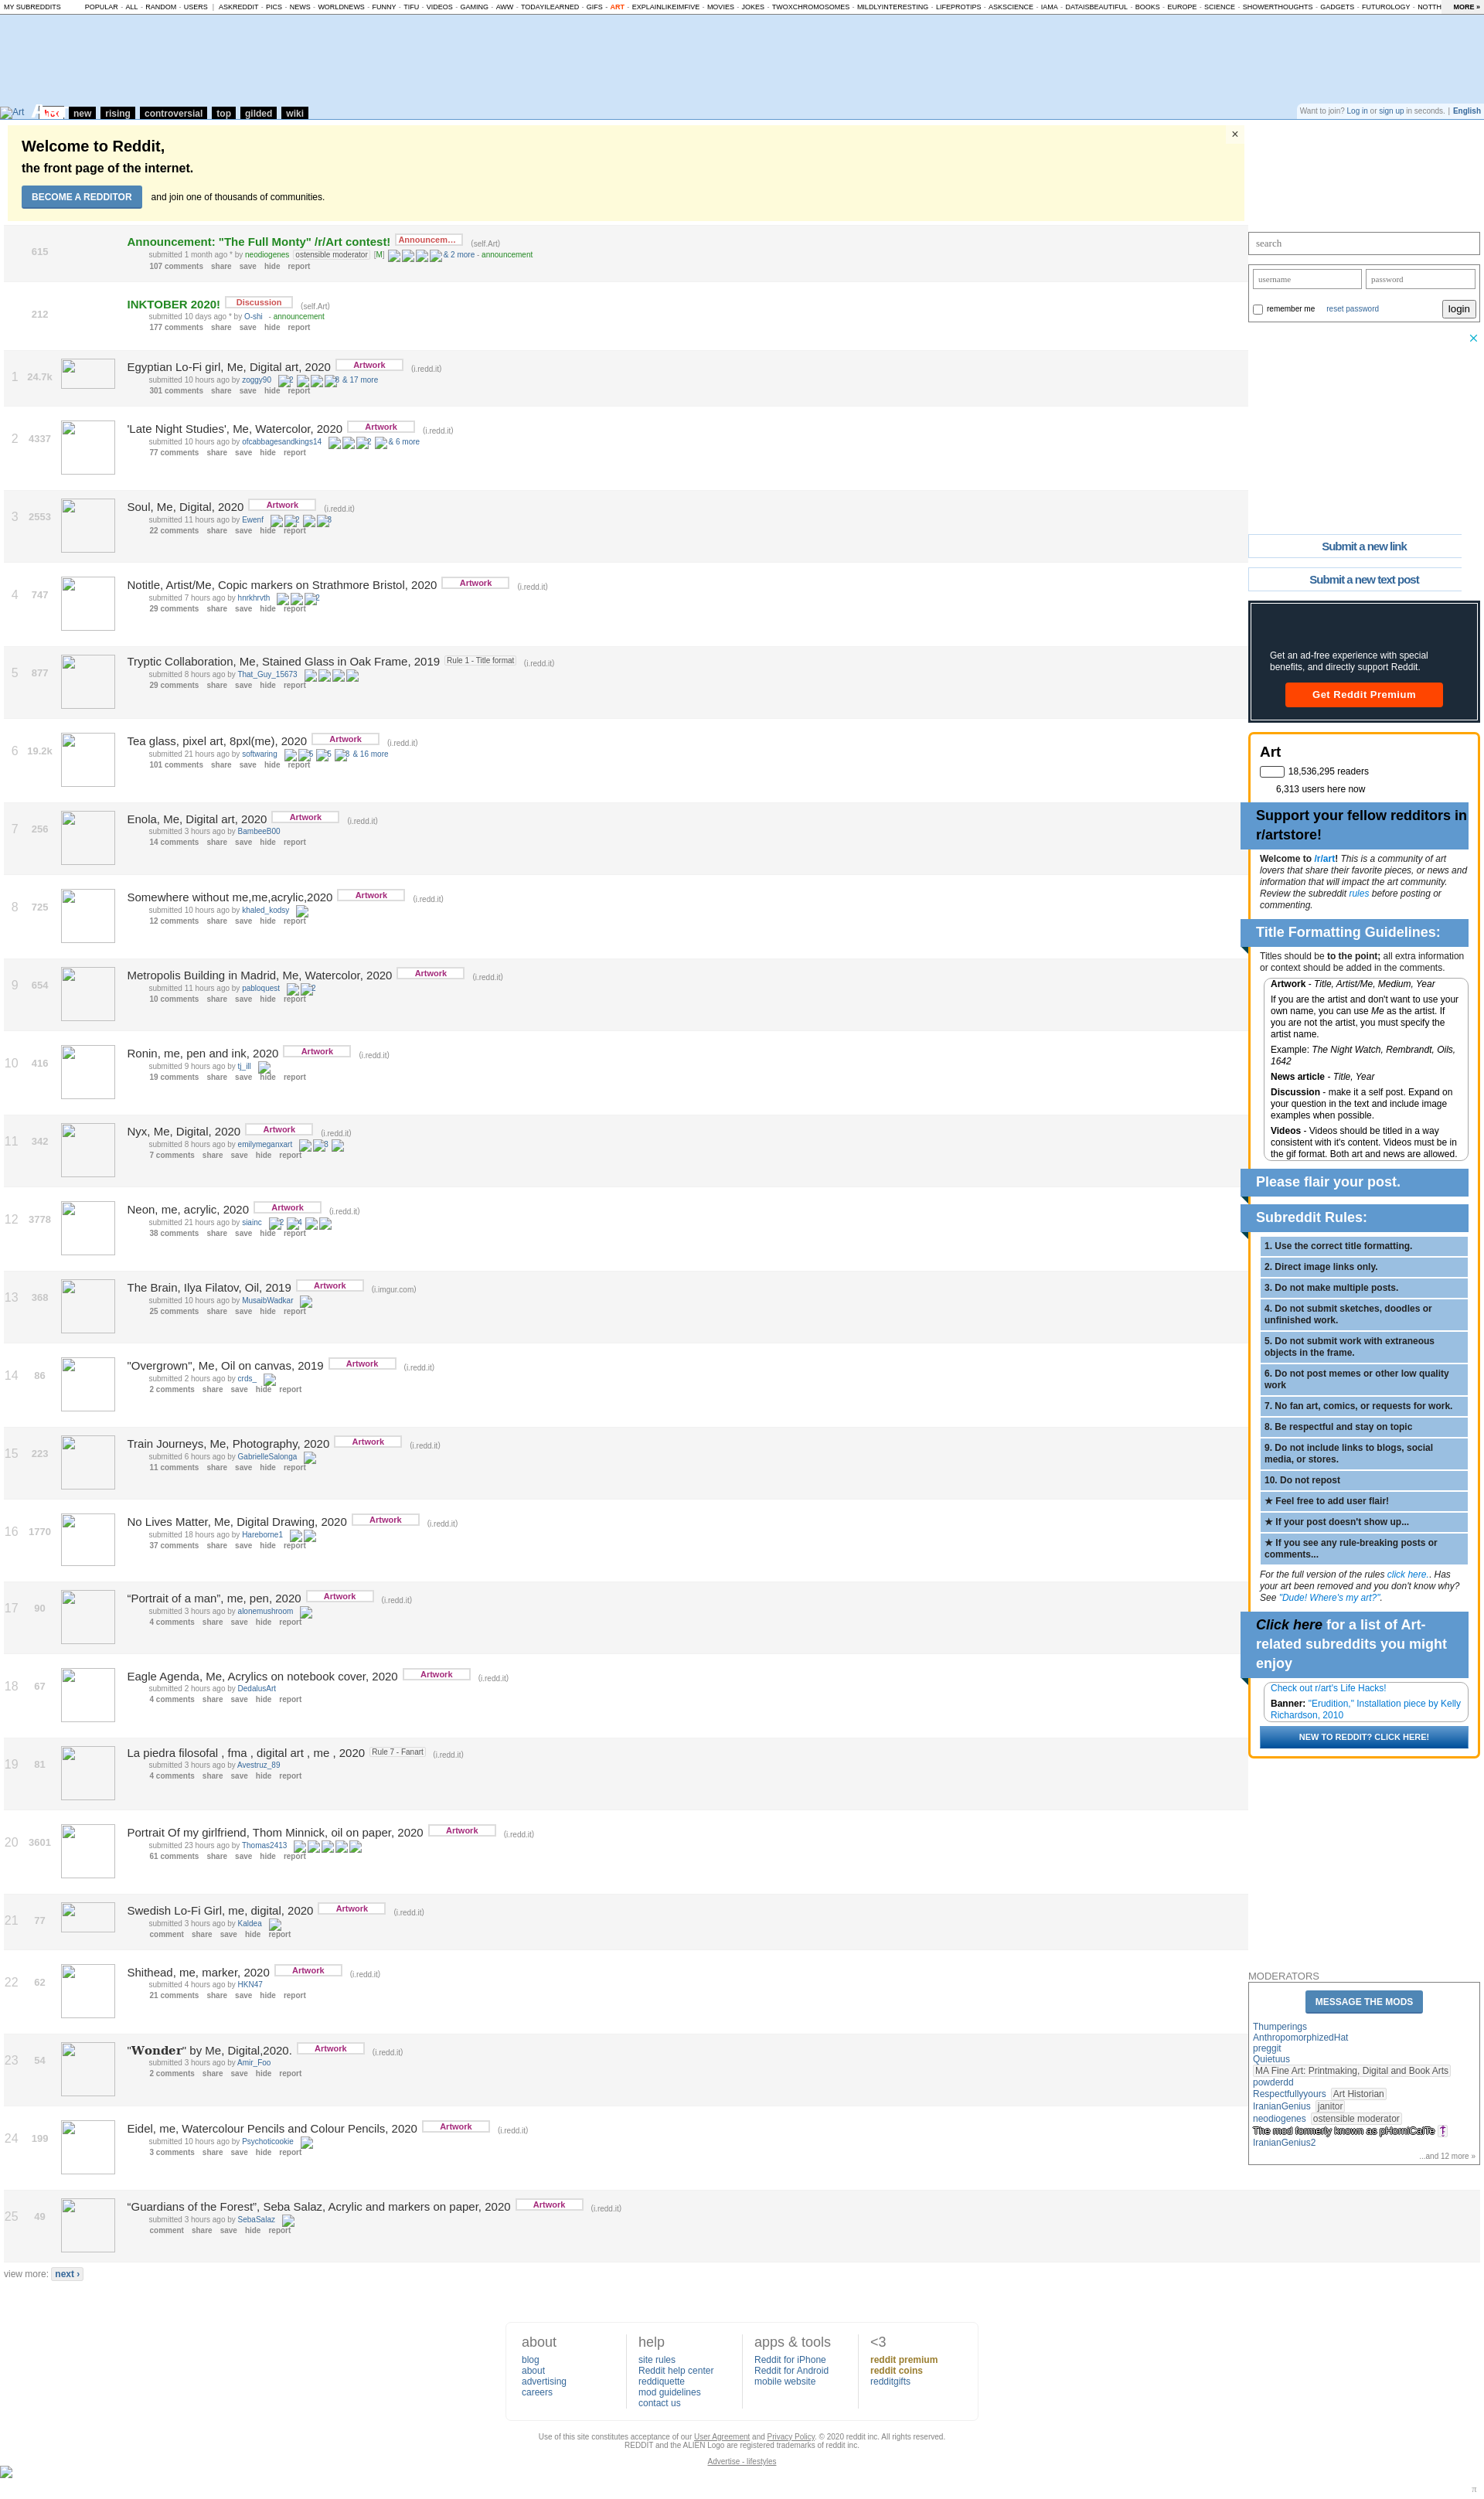 MY SUBREDDITS POPULAR - ALL - RANDOM - USERS | ASKREDDIT - PICS - NEWS - WORLDNEWS - FUNNY - TIFU - VIDEOS - GAMING - AWW - TODAYILEARNED - GIFS - ART - EXPLAINLIKEIMFIVE - MOVIES - JOKES - TWOXCHROMOSOMES - MILDLYINTERESTING - LIFEPROTIPS - ASKSCIENCE - IAMA - DATAISBEAUTIFUL - BOOKS - EUROPE - SCIENCE - SHOWERTHOUGHTS - GADGETS - FUTUROLOGY - NOTTH MORE »
Art hot new rising controversial top gilded wiki
Want to join? Log in or sign up in seconds. | English
Welcome to Reddit,
the front page of the internet.
BECOME A REDDITOR and join one of thousands of communities.
×
615
Announcement: "The Full Monty" /r/Art contest! Announcem… (self.Art)
submitted 1 month ago * by neodiogenes ostensible moderator [M] & 2 more - announcement
107 comments share save hide report
212
INKTOBER 2020! Discussion (self.Art)
submitted 10 days ago * by O-shi - announcement
177 comments share save hide report
1 24.7k
Egyptian Lo-Fi girl, Me, Digital art, 2020 Artwork (i.redd.it)
submitted 10 hours ago by zoggy90 2 8 & 17 more
301 comments share save hide report
2 4337
'Late Night Studies', Me, Watercolor, 2020 Artwork (i.redd.it)
submitted 10 hours ago by ofcabbagesandkings14 2 & 6 more
77 comments share save hide report
3 2553
Soul, Me, Digital, 2020 Artwork (i.redd.it)
submitted 11 hours ago by Ewenf 2 3
22 comments share save hide report
4 747
Notitle, Artist/Me, Copic markers on Strathmore Bristol, 2020 Artwork (i.redd.it)
submitted 7 hours ago by hnrkhrvth 2
29 comments share save hide report
5 877
Tryptic Collaboration, Me, Stained Glass in Oak Frame, 2019 Rule 1 - Title format (i.redd.it)
submitted 8 hours ago by That_Guy_15673
29 comments share save hide report
6 19.2k
Tea glass, pixel art, 8pxl(me), 2020 Artwork (i.redd.it)
submitted 21 hours ago by softwaring 5 5 3 & 16 more
101 comments share save hide report
7 256
Enola, Me, Digital art, 2020 Artwork (i.redd.it)
submitted 3 hours ago by BambeeB00
14 comments share save hide report
8 725
Somewhere without me,me,acrylic,2020 Artwork (i.redd.it)
submitted 10 hours ago by khaled_kodsy
12 comments share save hide report
9 654
Metropolis Building in Madrid, Me, Watercolor, 2020 Artwork (i.redd.it)
submitted 11 hours ago by pabloquest 2
10 comments share save hide report
10 416
Ronin, me, pen and ink, 2020 Artwork (i.redd.it)
submitted 9 hours ago by tj_ill
19 comments share save hide report
11 342
Nyx, Me, Digital, 2020 Artwork (i.redd.it)
submitted 8 hours ago by emilymeganxart 3
7 comments share save hide report
12 3778
Neon, me, acrylic, 2020 Artwork (i.redd.it)
submitted 21 hours ago by siainc 2 4
38 comments share save hide report
13 368
The Brain, Ilya Filatov, Oil, 2019 Artwork (i.imgur.com)
submitted 10 hours ago by MusaibWadkar
25 comments share save hide report
14 86
"Overgrown", Me, Oil on canvas, 2019 Artwork (i.redd.it)
submitted 2 hours ago by crds_
2 comments share save hide report
15 223
Train Journeys, Me, Photography, 2020 Artwork (i.redd.it)
submitted 6 hours ago by GabrielleSalonga
11 comments share save hide report
16 1770
No Lives Matter, Me, Digital Drawing, 2020 Artwork (i.redd.it)
submitted 18 hours ago by Hareborne1
37 comments share save hide report
17 90
“Portrait of a man”, me, pen, 2020 Artwork (i.redd.it)
submitted 3 hours ago by alonemushroom
4 comments share save hide report
18 67
Eagle Agenda, Me, Acrylics on notebook cover, 2020 Artwork (i.redd.it)
submitted 2 hours ago by DedalusArt
4 comments share save hide report
19 81
La piedra filosofal , fma , digital art , me , 2020 Rule 7 - Fanart (i.redd.it)
submitted 3 hours ago by Avestruz_89
4 comments share save hide report
20 3601
Portrait Of my girlfriend, Thom Minnick, oil on paper, 2020 Artwork (i.redd.it)
submitted 23 hours ago by Thomas2413
61 comments share save hide report
21 77
Swedish Lo-Fi Girl, me, digital, 2020 Artwork (i.redd.it)
submitted 3 hours ago by Kaldea
comment share save hide report
22 62
Shithead, me, marker, 2020 Artwork (i.redd.it)
submitted 4 hours ago by HKN47
21 comments share save hide report
23 54
"𝐖𝐨𝐧𝐝𝐞𝐫" by Me, Digital,2020. Artwork (i.redd.it)
submitted 3 hours ago by Amir_Foo
2 comments share save hide report
24 199
Eidel, me, Watercolour Pencils and Colour Pencils, 2020 Artwork (i.redd.it)
submitted 10 hours ago by Psychoticookie
3 comments share save hide report
25 49
“Guardians of the Forest”, Seba Salaz, Acrylic and markers on paper, 2020 Artwork (i.redd.it)
submitted 3 hours ago by SebaSalaz
comment share save hide report
view more: next ›
search
username password
remember me reset password login
✕
Submit a new link
Submit a new text post
Get an ad-free experience with special
benefits, and directly support Reddit.
Get Reddit Premium
Art
18,536,295 readers
6,313 users here now
Support your fellow redditors in
r/artstore!
Welcome to /r/art! This is a community of art
lovers that share their favorite pieces, or news and
information that will impact the art community.
Review the subreddit rules before posting or
commenting.
Title Formatting Guidelines:
Titles should be to the point; all extra information
or context should be added in the comments.
Artwork - Title, Artist/Me, Medium, Year
If you are the artist and don't want to use your
own name, you can use Me as the artist. If
you are not the artist, you must specify the
artist name.
Example: The Night Watch, Rembrandt, Oils,
1642
News article - Title, Year
Discussion - make it a self post. Expand on
your question in the text and include image
examples when possible.
Videos - Videos should be titled in a way
consistent with it's content. Videos must be in
the gif format. Both art and news are allowed.
Please flair your post.
Subreddit Rules:
1. Use the correct title formatting.
2. Direct image links only.
3. Do not make multiple posts.
4. Do not submit sketches, doodles or
unfinished work.
5. Do not submit work with extraneous
objects in the frame.
6. Do not post memes or other low quality
work
7. No fan art, comics, or requests for work.
8. Be respectful and stay on topic
9. Do not include links to blogs, social
media, or stores.
10. Do not repost
★ Feel free to add user flair!
★ If your post doesn't show up...
★ If you see any rule-breaking posts or
comments...
For the full version of the rules click here.. Has
your art been removed and you don't know why?
See "Dude! Where's my art?".
Click here for a list of Art-
related subreddits you might
enjoy
Check out r/art's Life Hacks!
Banner: "Erudition," Installation piece by Kelly
Richardson, 2010
NEW TO REDDIT? CLICK HERE!
MODERATORS
MESSAGE THE MODS
Thumperings
AnthropomorphizedHat
preggit
Quietuus
MA Fine Art: Printmaking, Digital and Book Arts
powderdd
Respectfullyyours Art Historian
IranianGenius janitor
neodiogenes ostensible moderator
The mod formerly known as pHorniCaiTe
IranianGenius2
...and 12 more »
about
blog
about
advertising
careers
help
site rules
Reddit help center
reddiquette
mod guidelines
contact us
apps & tools
Reddit for iPhone
Reddit for Android
mobile website
<3
reddit premium
reddit coins
redditgifts
Use of this site constitutes acceptance of our User Agreement and Privacy Policy. © 2020 reddit inc. All rights reserved.
REDDIT and the ALIEN Logo are registered trademarks of reddit inc.
Advertise - lifestyles
π